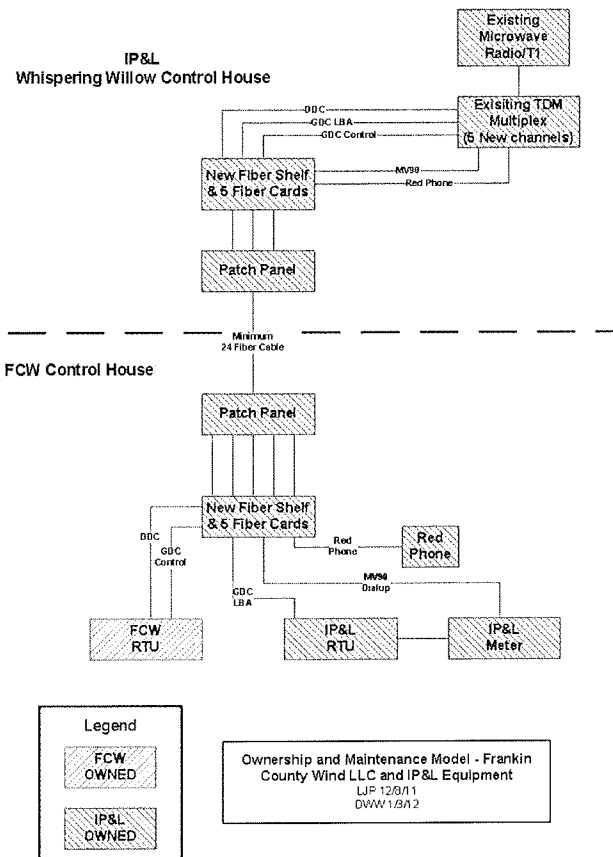 IP&L
Whispering Willow Control House
Existing
Microwave
Radio/T1
DDC
GDC LBA
GDC Control
Exisiting TDM
Multiplex
(5 New channels)
MV90
Red Phone
New Fiber Shelf
& 5 Fiber Cards
Patch Panel
Minimum
24 Fiber Cable
FCW Control House
Patch Panel
New Fiber Shelf
& 5 Fiber Cards
DDC
GDC
Control
Red
Phone
Red
Phone
MV90
Dialup
GDC
LBA
FCW
RTU
IP&L
RTU
IP&L
Meter
Legend
FCW
OWNED
IP&L
OWNED
Ownership and Maintenance Model - Frankin
County Wind LLC and IP&L Equipment
LJP 12/8/11
DWW 1/3/12